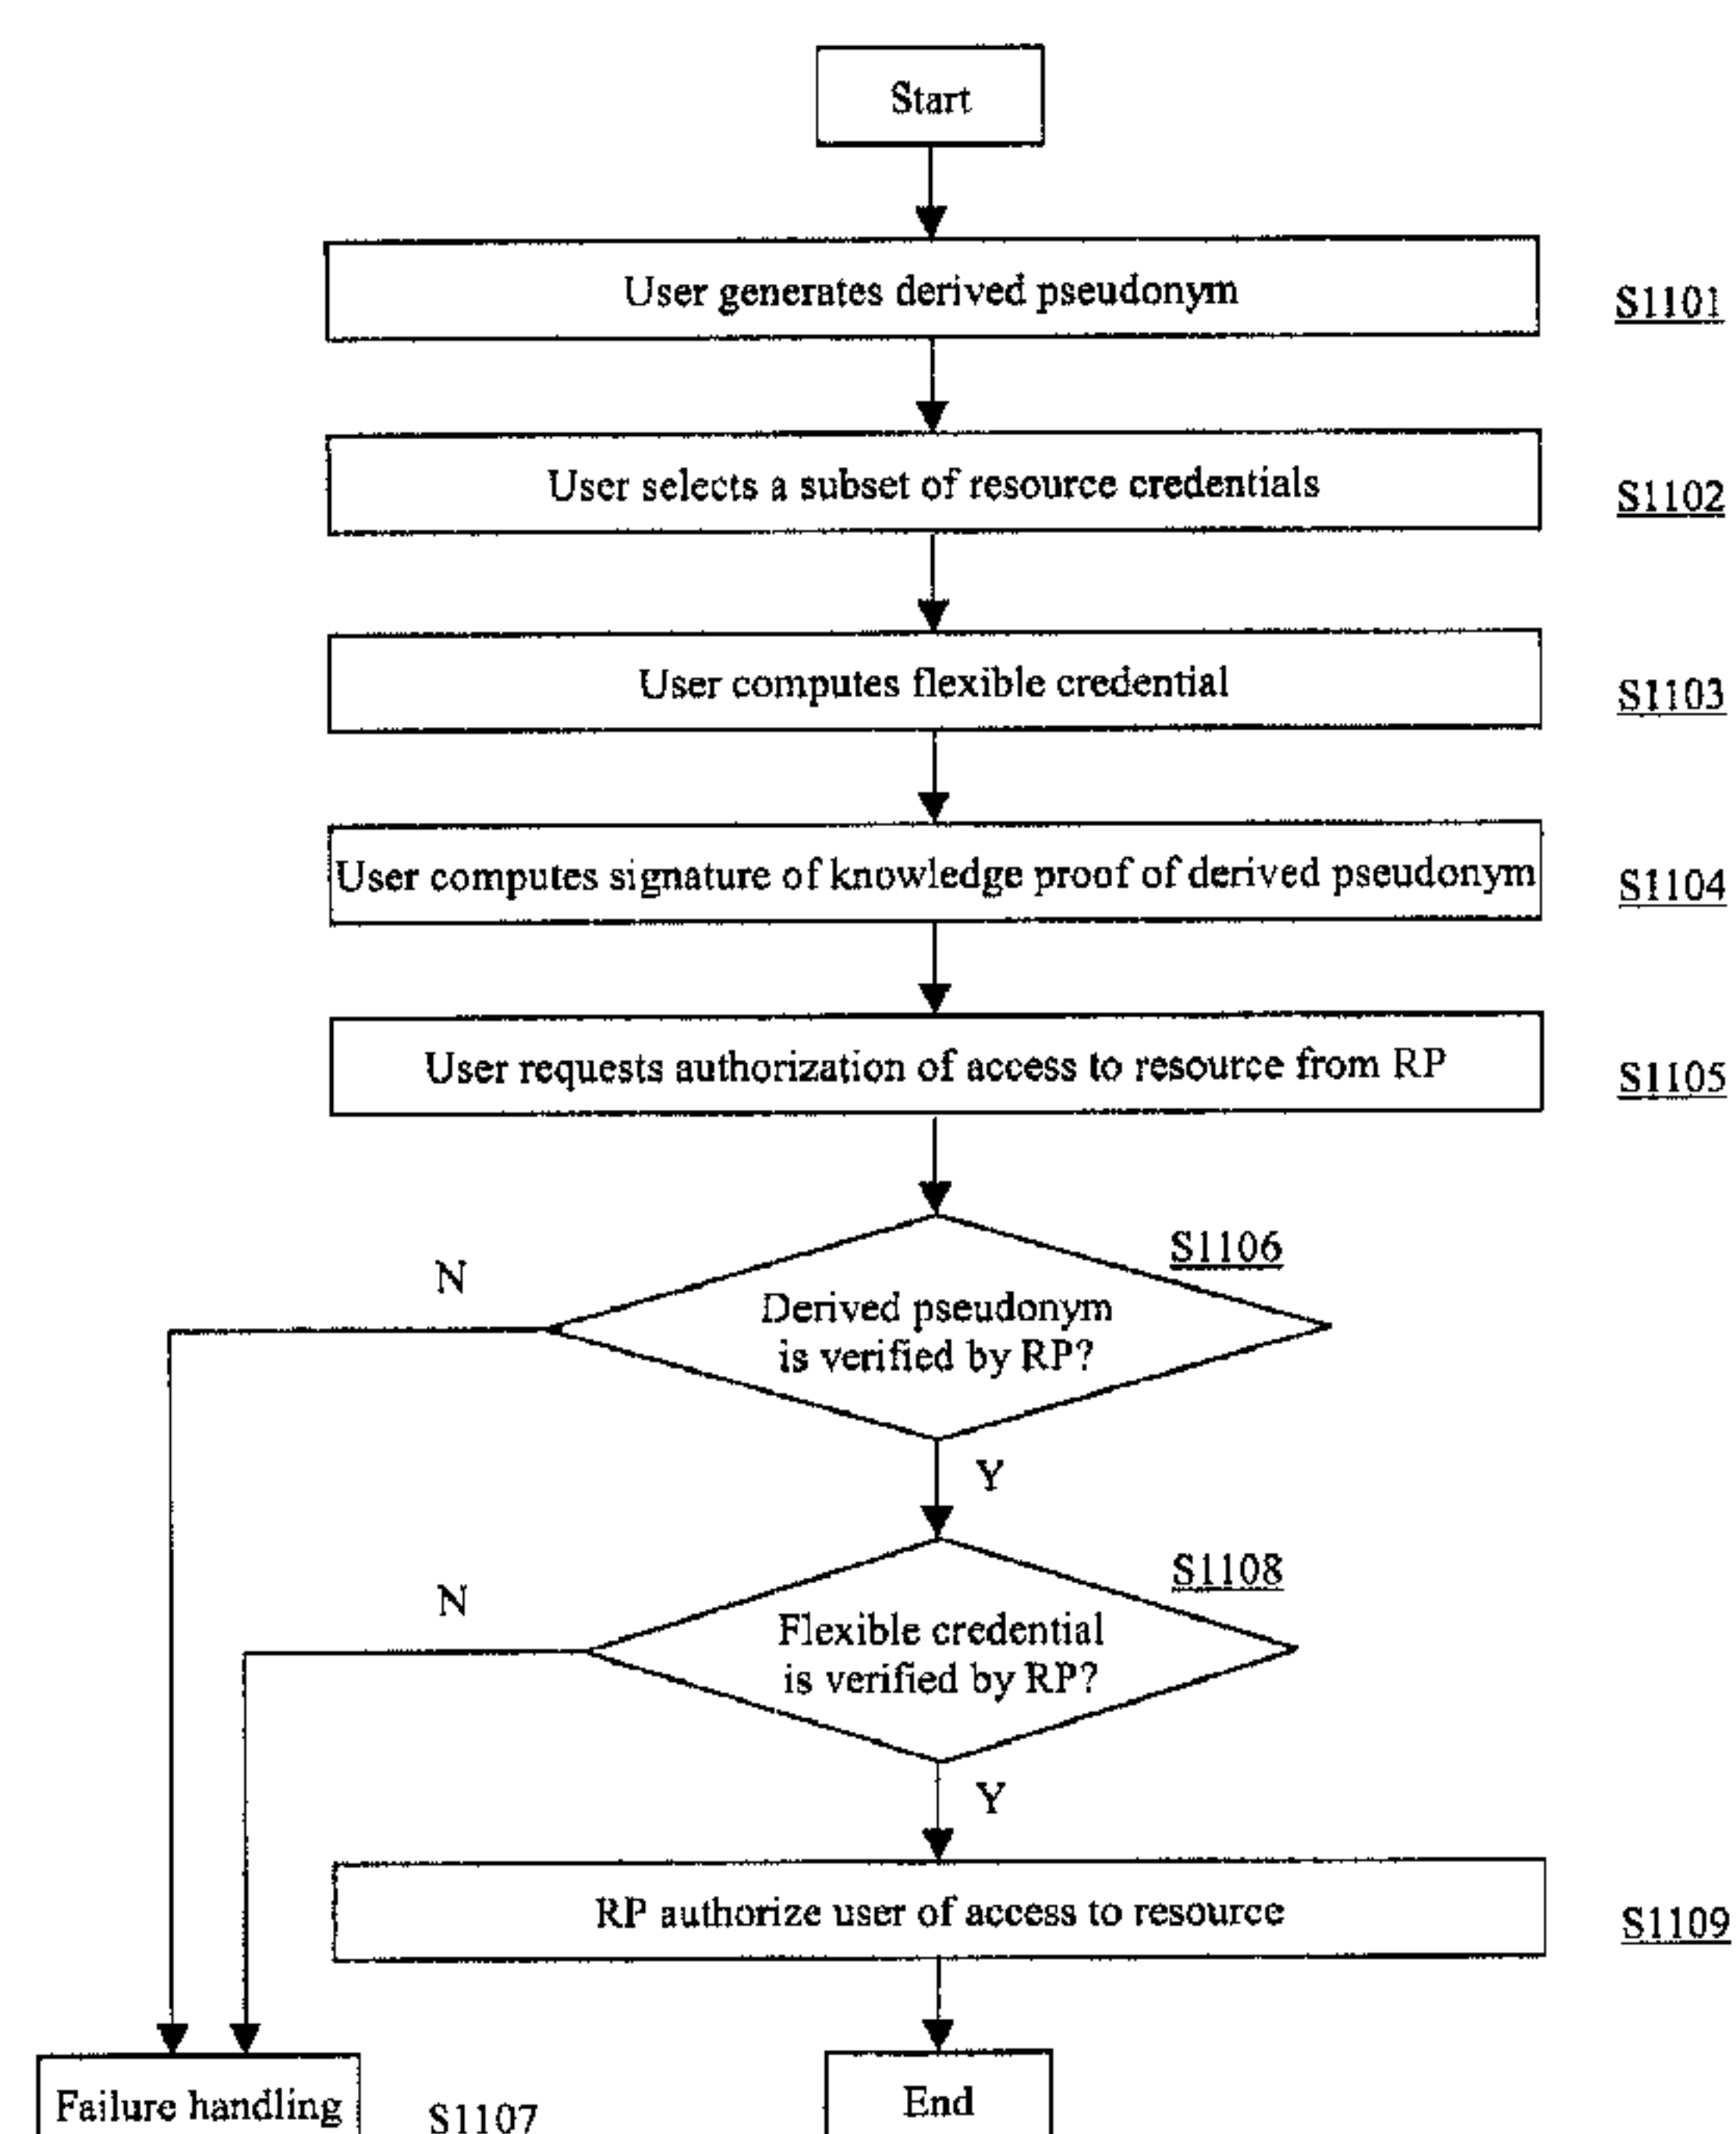 Start
User generates derived pseudonym
S1101
User selects a subset of resource credentials
S1102
User computes flexible credential
S1103
User computes signature of knowledge proof of derived pseudonym
S1104
User requests authorization of access to resource from RP
S1105
S1106
N
Derived pseudonym
is verified by RP?
Y
S1108
N
Flexible credential
is verified by RP?
Y
RP authorize user of access to resource
S1109
Failure handling
S1107
End